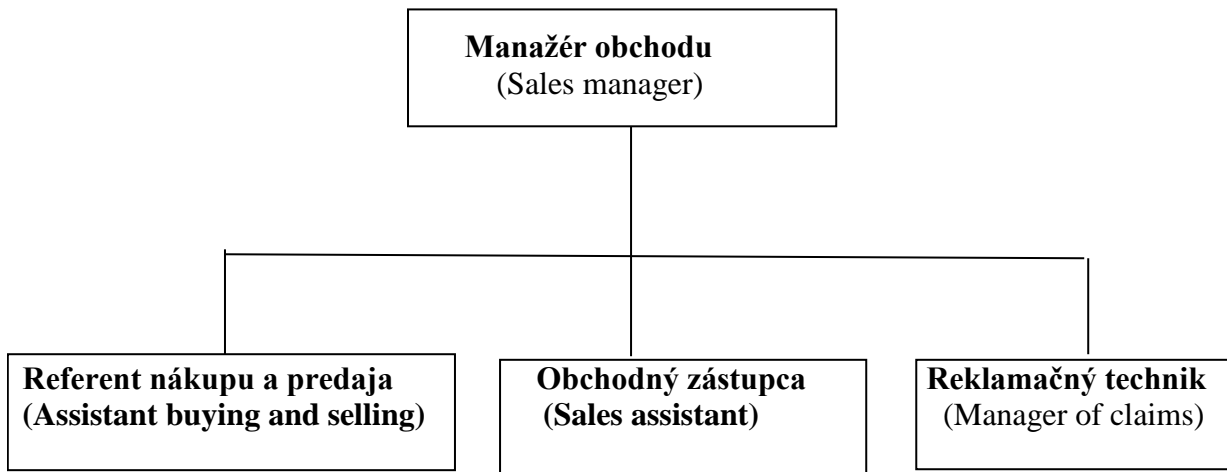 Manažér obchodu
(Sales manager)
Referent nákupu a predaja
(Assistant buying and selling)
Obchodný zástupca
(Sales assistant)
Reklamačný technik
(Manager of claims)